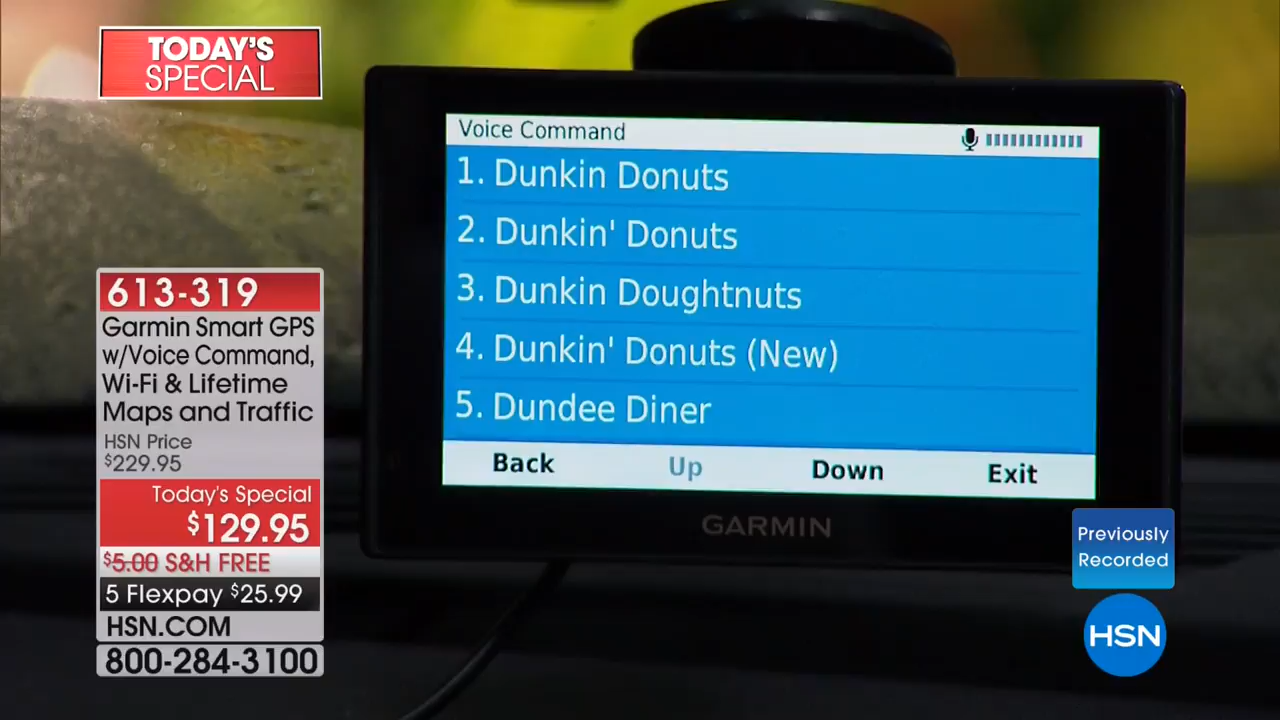 TODAY'S
SPECIAL
Voice Command
1. Dunkin Donuts
2. Dunkin' Donuts
3. Dunkin Doughtnuts
4. Dunkin' Donuts (New)
5. Dundee Diner
Back Up Down Exit
GARMIN
613-319
Garmin Smart GPS
w/Voice Command,
Wi-Fi & Lifetime
Maps and Traffic
HSN Price
$229.95
Today's Special
$129.95
$5.00 S&H FREE
5 Flexpay $25.99
HSN.COM
800-284-3100
Previously
Recorded
HSN